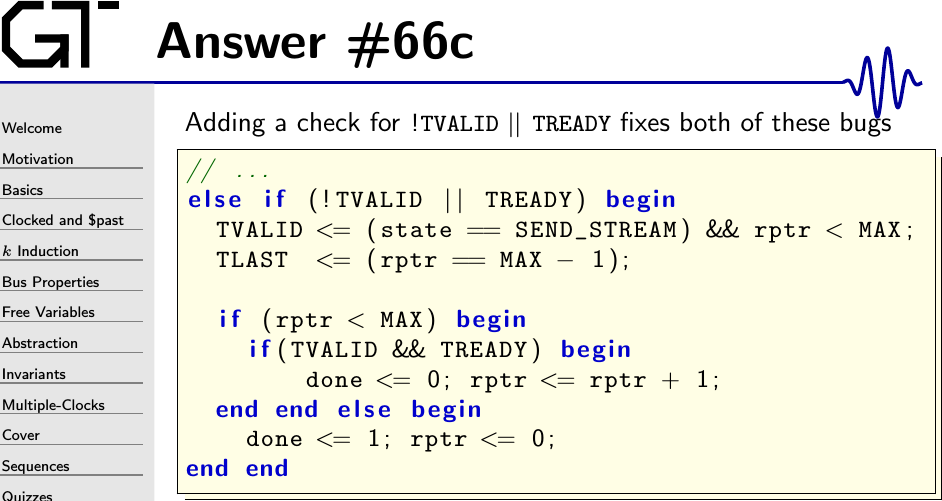 GT
Answer #66c
Welcome
Motivation
Basics
Clocked and $past
k Induction
Bus Properties
Free Variables
Abstraction
Invariants
Multiple-Clocks
Cover
Sequences
Quizzes
Adding a check for !TVALID || TREADY fixes both of these bugs
// ...
else if (!TVALID || TREADY) begin
TVALID <= (state == SEND_STREAM) && rptr < MAX;
TLAST <= (rptr == MAX − 1);
if (rptr < MAX) begin
if(TVALID && TREADY) begin
done <= 0; rptr <= rptr + 1;
end end else begin
done <= 1; rptr <= 0;
end end